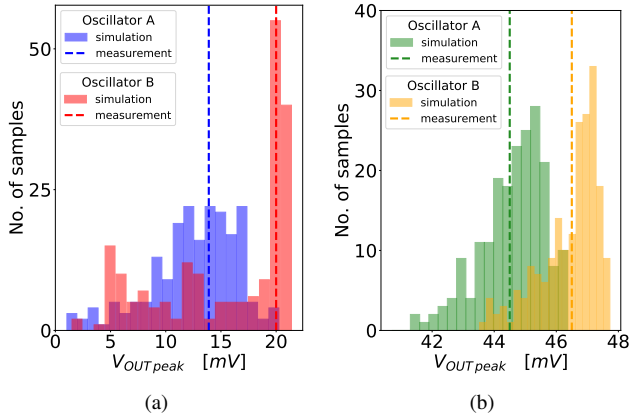 Oscillator A
simulation
measurement
Oscillator B
simulation
measurement
No. of samples
50
25
0
0 5 10 15 20
V_OUT peak [mV]
(a)
Oscillator A
simulation
measurement
Oscillator B
simulation
measurement
No. of samples
40
30
20
10
0
42 44 46 48
V_OUT peak [mV]
(b)